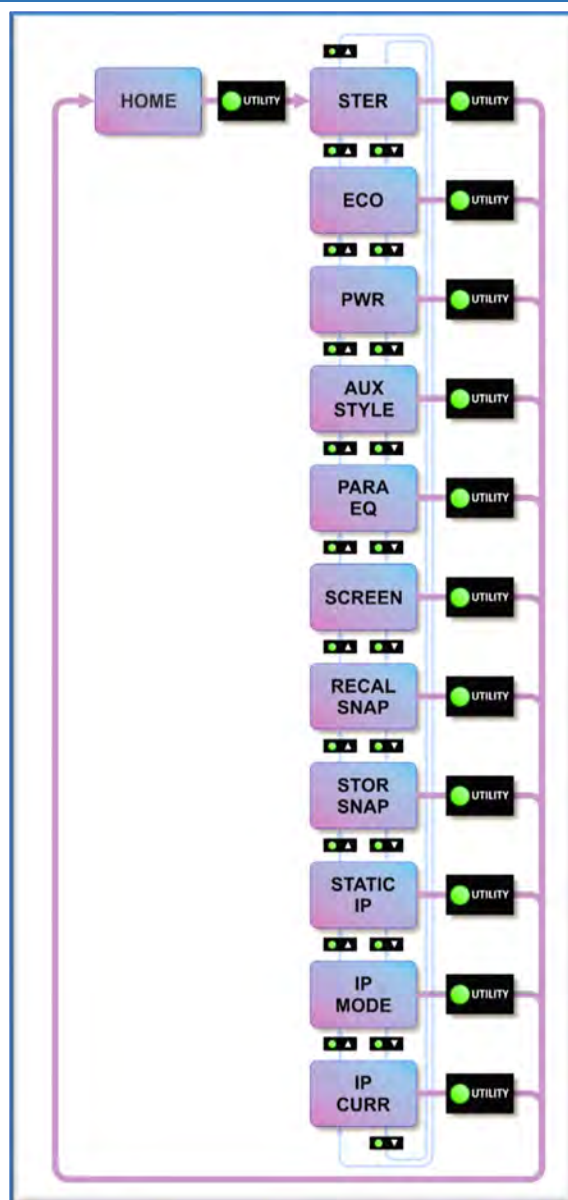 HOME UTILITY STER UTILITY
ECO UTILITY
PWR UTILITY
AUX
STYLE UTILITY
PARA
EQ UTILITY
SCREEN UTILITY
RECAL
SNAP UTILITY
STOR
SNAP UTILITY
STATIC
IP UTILITY
IP
MODE UTILITY
IP
CURR UTILITY